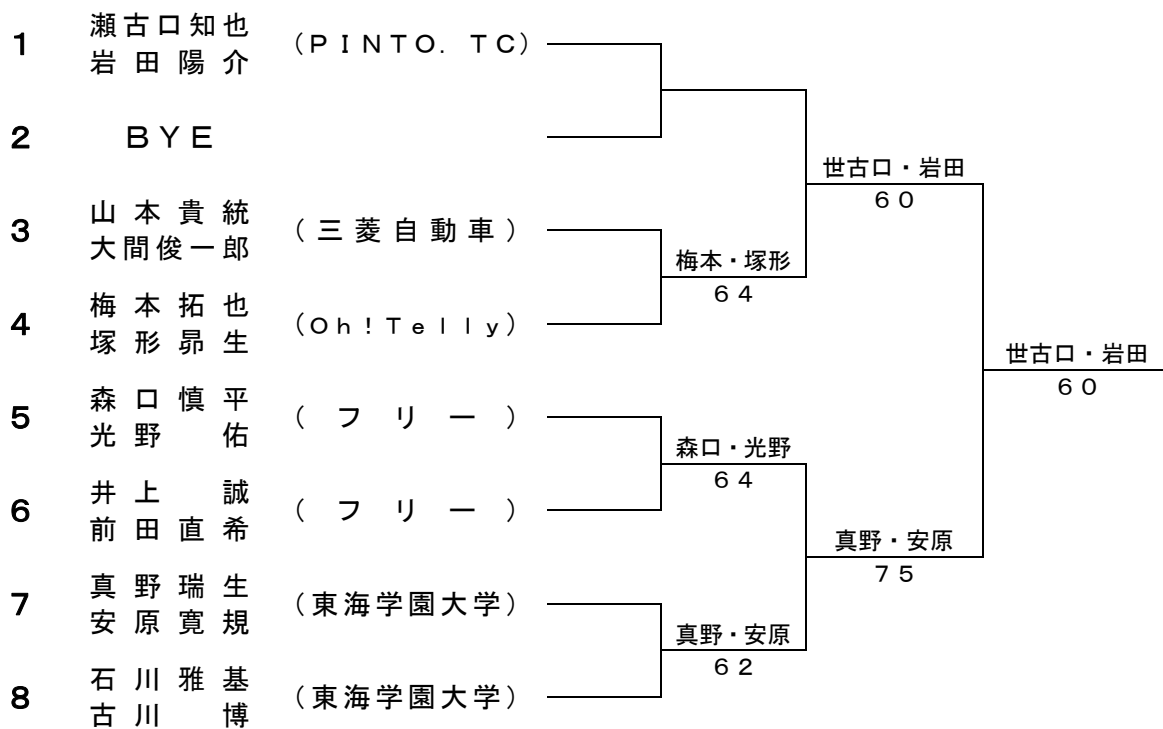 1
瀬古口知也
岩田陽介
(PINTO. TC)
2
BYE
3
山本貴統
大間俊一郎
(三菱自動車)
4
梅本拓也
塚形昴生
(Oh!Telly)
5
森口慎平
光野 佑
(フリー)
6
井上 誠
前田直希
(フリー)
7
真野瑞生
安原寛規
(東海学園大学)
8
石川雅基
古川 博
(東海学園大学)
梅本・塚形
64
森口・光野
64
真野・安原
62
世古口・岩田
60
真野・安原
75
世古口・岩田
60